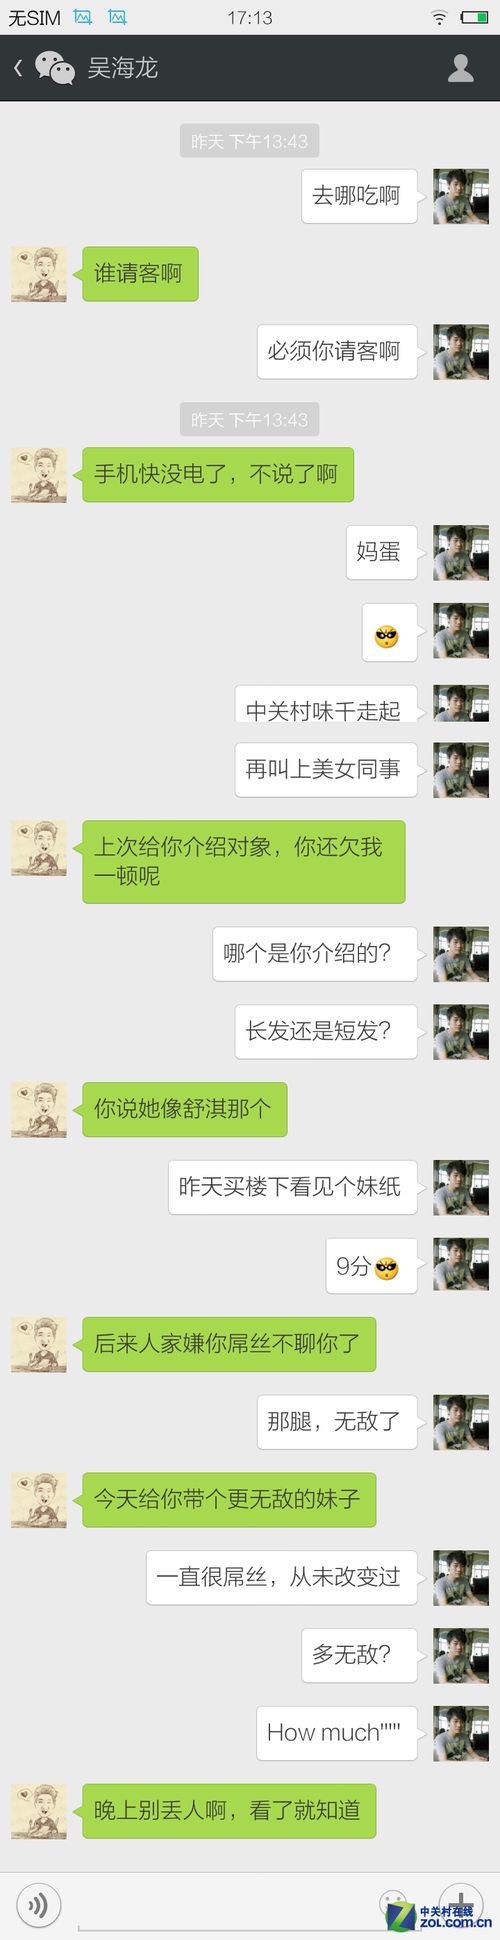 无SIM 17:13
吴海龙
昨天 下午13:43
去哪吃啊
谁请客啊
必须你请客啊
昨天 下午13:43
手机快没电了，不说了啊
妈蛋
中关村味千走起
再叫上美女同事
上次给你介绍对象，你还欠我
一顿呢
哪个是你介绍的？
长发还是短发？
你说她像舒淇那个
昨天买楼下看见个妹纸
9分
后来人家嫌你屌丝不聊你了
那腿，无敌了
今天给你带个更无敌的妹子
一直很屌丝，从未改变过
多无敌？
How much"""
晚上别丢人啊，看了就知道
中关村在线
ZOL.COM.CN